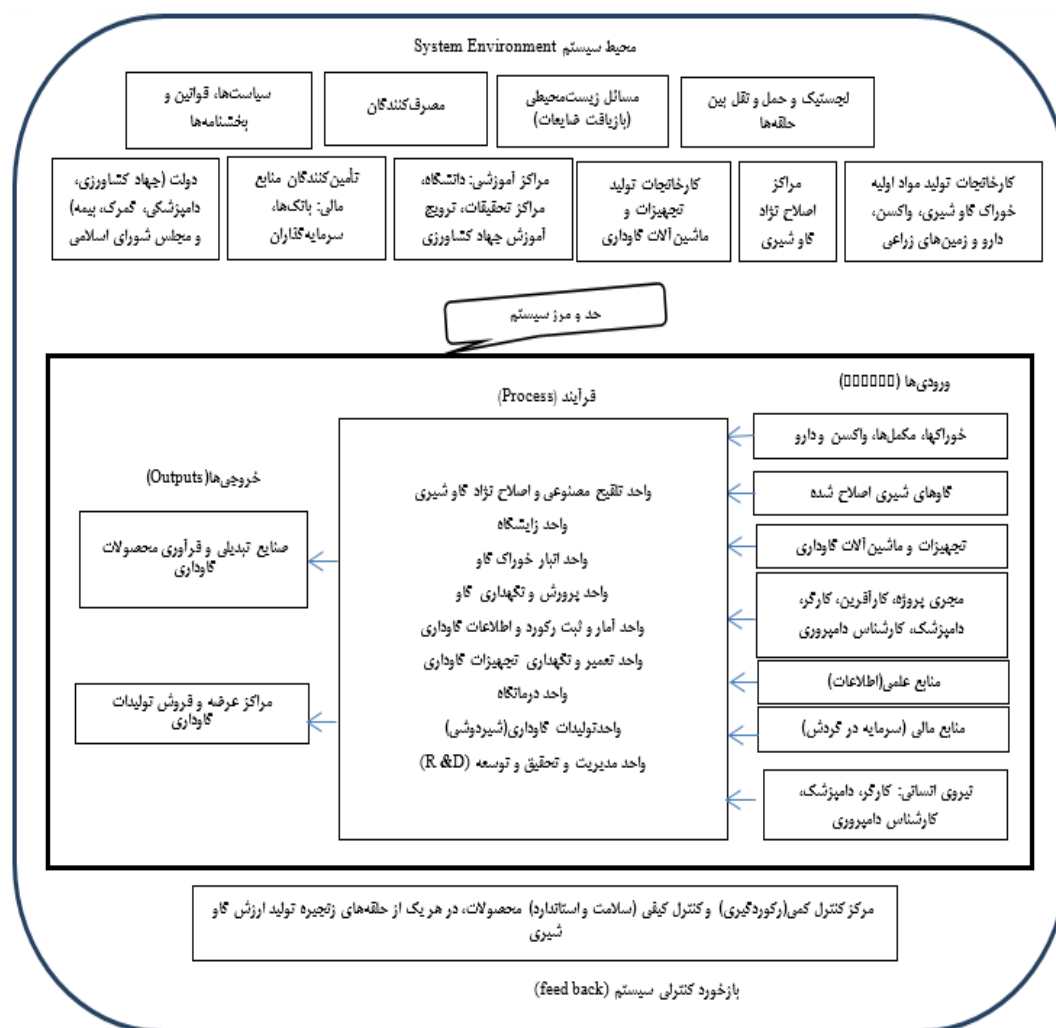 محیط سیستم System Environment
لجستیک و حمل و نقل بین
حلقه‌ها
مسائل زیست‌محیطی
(بازیافت ضایعات)
مصرف‌کنندگان
سیاست‌ها، قوانین و
بخشنامه‌ها
کارخانجات تولید مواد اولیه
خوراک گاو شیری، واکسن،
دارو و زمین‌های زراعی
مراکز
اصلاح نژاد
گاو شیری
کارخانجات تولید
تجهیزات و
ماشین‌آلات گاوداری
مراکز آموزشی: دانشگاه،
مراکز تحقیقات، ترویج
آموزش جهاد کشاورزی
تأمین‌کنندگان منابع
مالی: بانک‌ها،
سرمایه‌گذاران
دولت (جهاد کشاورزی،
دامپزشکی، گمرک، بیمه)
و مجلس شورای اسلامی
حد و مرز سیستم
ورودی‌ها (□□□□□□)
خوراکها، مکمل‌ها، واکسن و دارو
گاوهای شیری اصلاح شده
تجهیزات و ماشین‌آلات گاوداری
مجری پروژه، کارآفرین، کارگر،
دامپزشک، کارشناس دامپروری
منابع علمی(اطلاعات)
منابع مالی (سرمایه در گردش)
نیروی انسانی: کارگر، دامپزشک،
کارشناس دامپروری
فرآیند (Process)
واحد تلقیح مصنوعی و اصلاح نژاد گاو شیری
واحد زایشگاه
واحد انبار خوراک گاو
واحد پرورش و نگهداری گاو
واحد آمار و ثبت رکورد و اطلاعات گاوداری
واحد تعمیر و نگهداری تجهیزات گاوداری
واحد درمانگاه
واحدتولیدات گاوداری(شیردوشی)
واحد مدیریت و تحقیق و توسعه (R &D)
خروجی‌ها(Outputs)
صنایع تبدیلی و فرآوری محصولات
گاوداری
مراکز عرضه و فروش تولیدات
گاوداری
مرکز کنترل کمی(رکوردگیری) و کنترل کیفی (سلامت و استاندارد) محصولات، در هر یک از حلقه‌های زنجیره تولید ارزش گاو
شیری
بازخورد کنترلی سیستم (feed back)